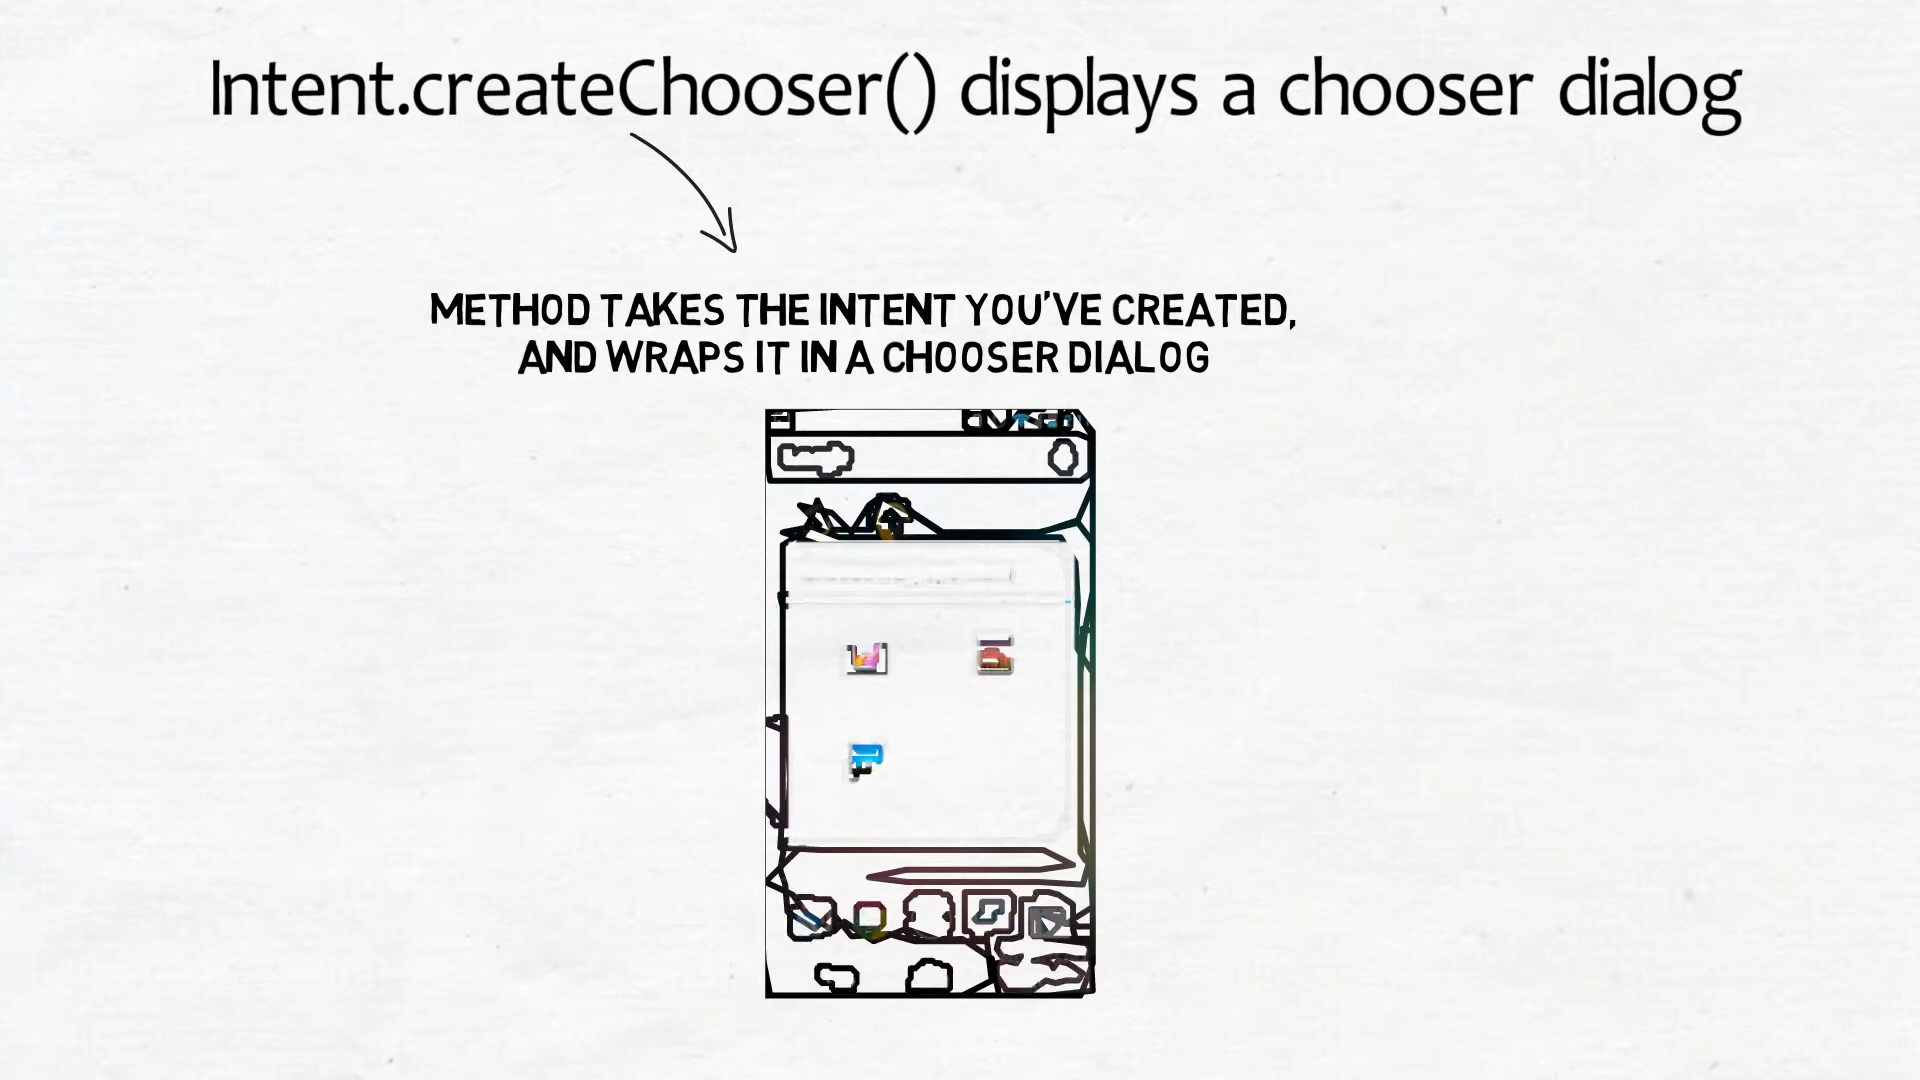 Intent.createChooser() displays a chooser dialog
METHOD TAKES THE INTENT YOU'VE CREATED,
AND WRAPS IT IN A CHOOSER DIALOG